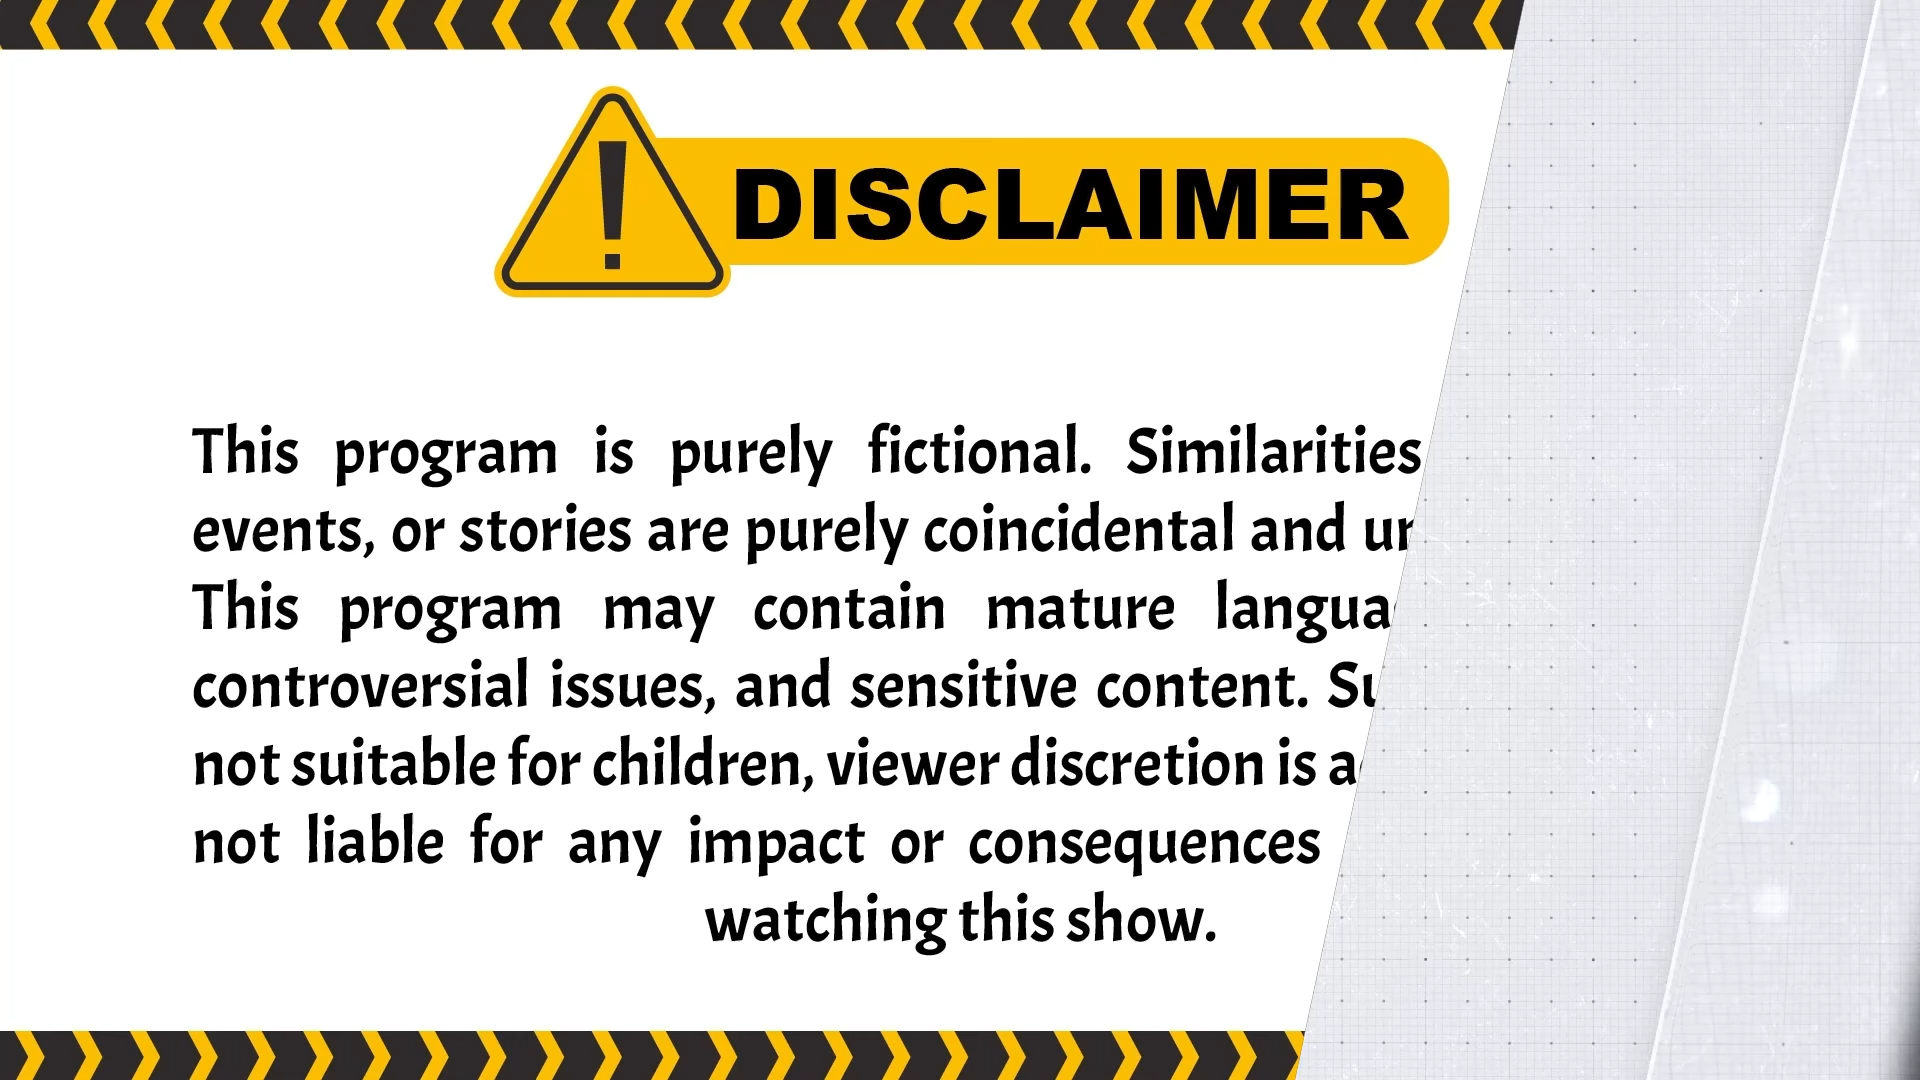 DISCLAIMER
This program is purely fictional. Similarities
events, or stories are purely coincidental and
This program may contain mature
controversial issues, and sensitive content.
not suitable for children, viewer discretion is
not liable for any impact or consequences
watching this show.